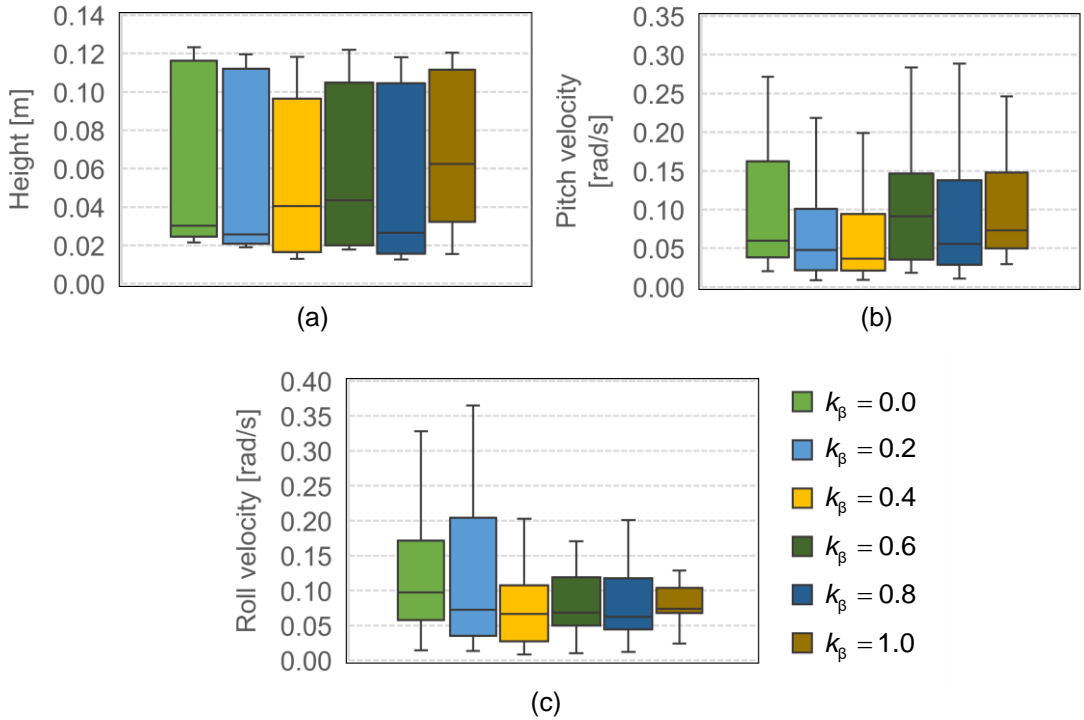 Height [m]
0.14
0.12
0.10
0.08
0.06
0.04
0.02
0.00
(a)
Pitch velocity
[rad/s]
0.35
0.30
0.25
0.20
0.15
0.10
0.05
0.00
(b)
Roll velocity [rad/s]
0.40
0.35
0.30
0.25
0.20
0.15
0.10
0.05
0.00
(c)
kβ = 0.0
kβ = 0.2
kβ = 0.4
kβ = 0.6
kβ = 0.8
kβ = 1.0